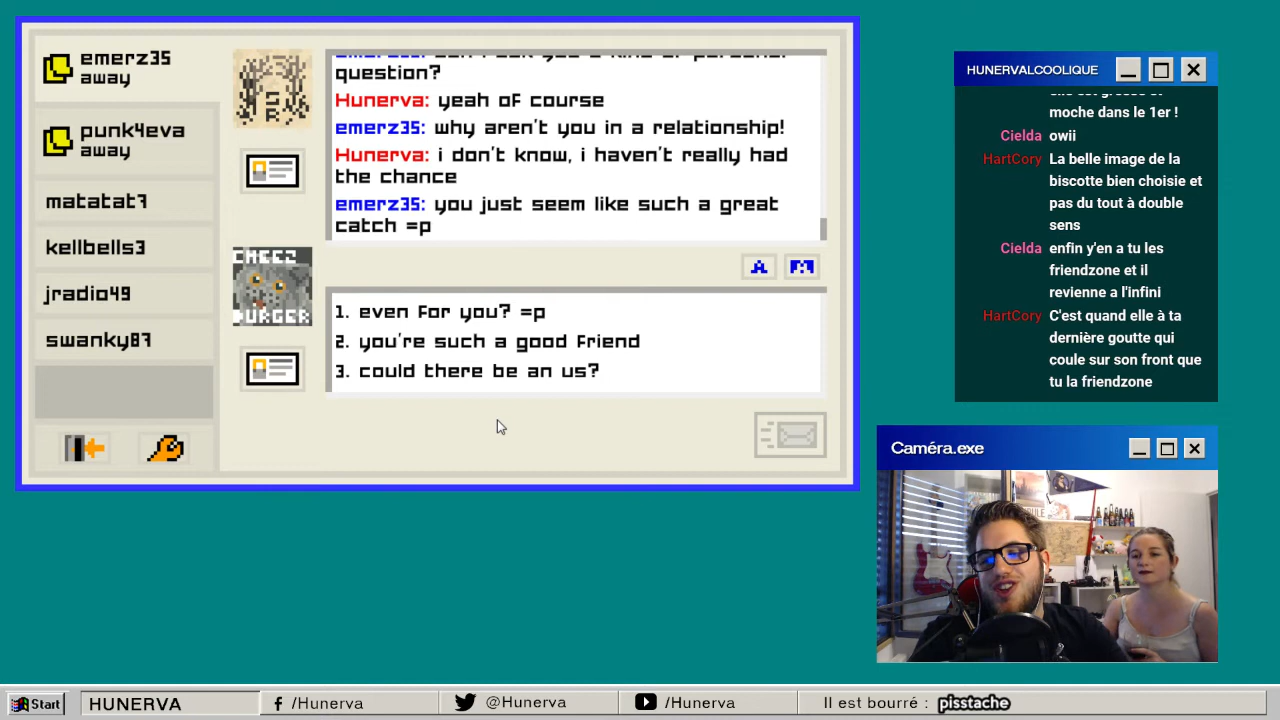 emerz35
away
punk4eva
away
matatat7
kellbells3
jradio49
swanky87
question?
Hunerva: yeah of course
emerz35: why aren't you in a relationship!
Hunerva: i don't know, i haven't really had
the chance
emerz35: you just seem like such a great
catch =p
CHEEZ
BURGER
A
1. even for you? =p
2. you're such a good friend
3. could there be an us?
HUNERVALCOOLIQUE
moche dans le 1er !
Cielda owii
HartCory La belle image de la
biscotte bien choisie et
pas du tout à double
sens
Cielda enfin y'en a tu les
friendzone et il
revienne a l'infini
HartCory C'est quand elle à ta
dernière goutte qui
coule sur son front que
tu la friendzone
Caméra.exe
Start
HUNERVA
/Hunerva
@Hunerva
/Hunerva
Il est bourré : pisstache